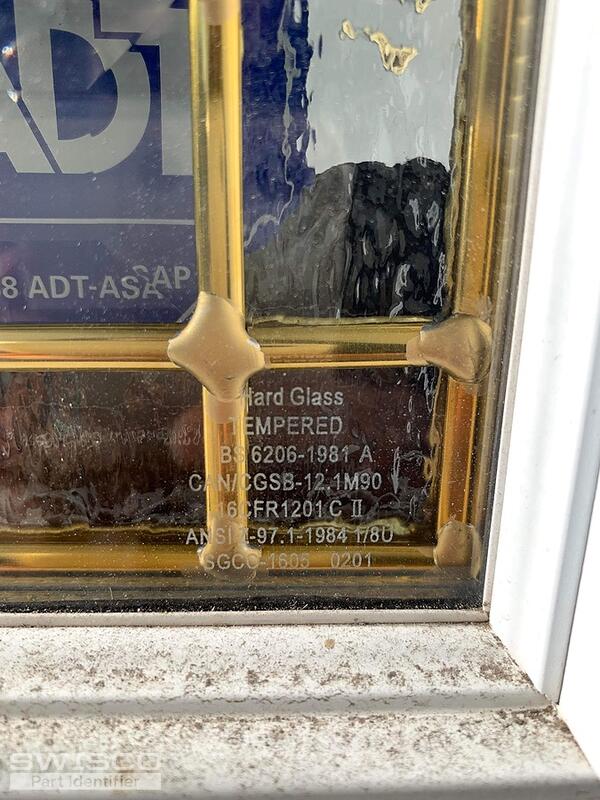 ADT
8 ADT-ASAP
SAP
Hard Glass
TEMPERED
BS 6206-1981 A
CAN/CGSB-12.1M90
16CFR1201 C II
ANSI Z-97.1-1984 1/8U
SGCC-1605 0201
SWISCO
Part Identifier